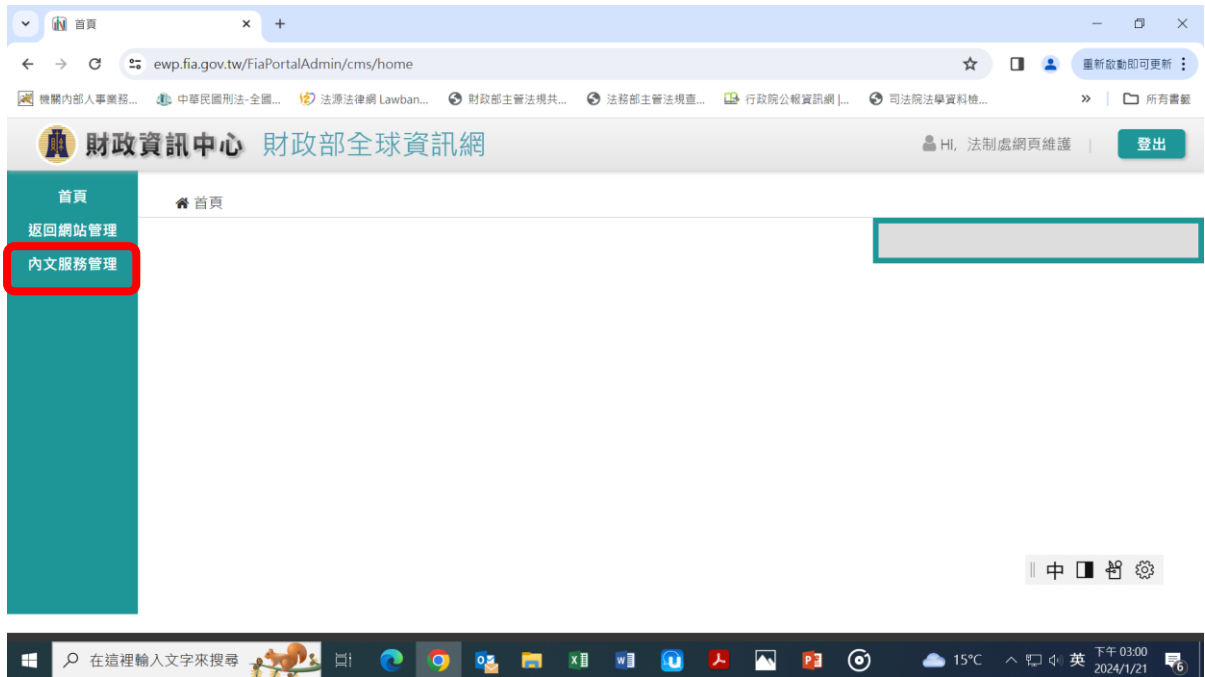 首頁
ewp.fia.gov.tw/FiaPortalAdmin/cms/home
重新啟動即可更新
機關內部人事業務...
中華民國刑法-全國...
法源法律網 Lawban...
財政部主管法規共...
法務部主管法規查...
行政院公報資訊網 |...
司法院法學資料檢...
所有書籤
財政資訊中心 財政部全球資訊網
HI, 法制處網頁維護 |
登出
首頁
返回網站管理
內文服務管理
首頁
中
在這裡輸入文字來搜尋
15°C
英
下午 03:00
2024/1/21
6